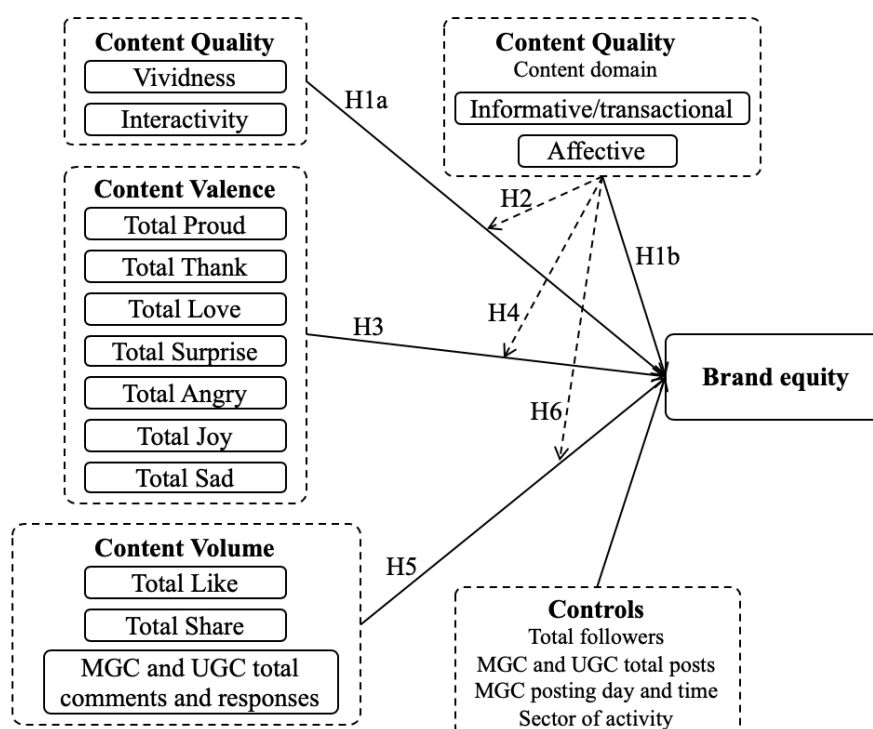 Content Quality
Vividness
Interactivity
Content Quality
Content domain
Informative/transactional
Affective
H1a
H2
H1b
Content Valence
Total Proud
Total Thank
Total Love
Total Surprise
Total Angry
Total Joy
Total Sad
H3
H4
H6
Brand equity
Content Volume
Total Like
Total Share
MGC and UGC total
comments and responses
H5
Controls
Total followers
MGC and UGC total posts
MGC posting day and time
Sector of activity